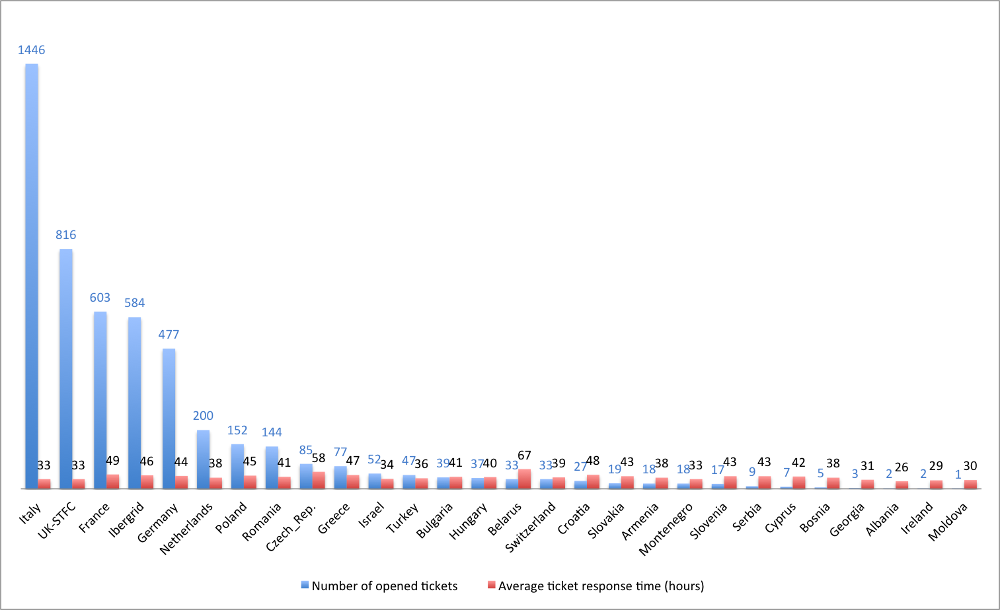 1446
816
603
584
477
200
152
144
85
77
52
47
39
37
33
33
27
19
18
18
17
9
7
5
3
2
2
1
33
33
49
46
44
38
45
41
58
47
34
36
41
40
67
39
48
43
38
33
43
43
42
38
31
26
29
30
Italy
UK-STFC
France
Ibergrid
Germany
Netherlands
Poland
Romania
Czech_Rep.
Greece
Israel
Turkey
Bulgaria
Hungary
Belarus
Switzerland
Croatia
Slovakia
Armenia
Montenegro
Slovenia
Serbia
Cyprus
Bosnia
Georgia
Albania
Ireland
Moldova
Number of opened tickets
Average ticket response time (hours)